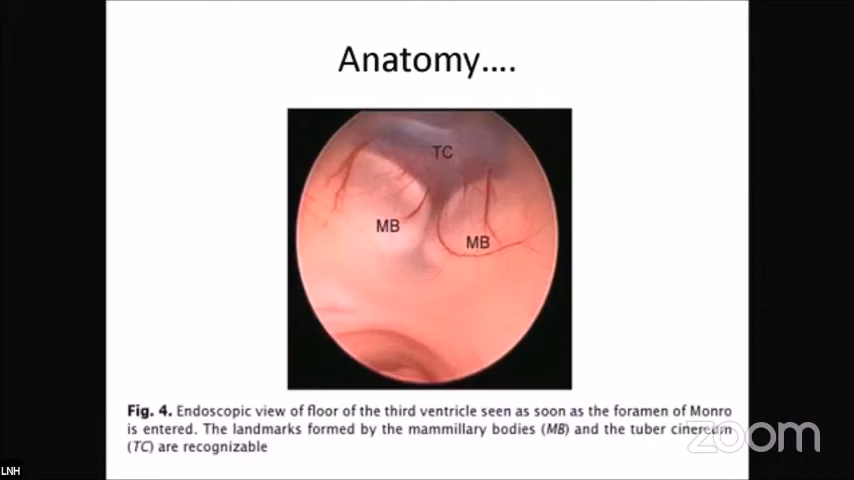 Anatomy....
TC
MB
MB
Fig. 4. Endoscopic view of floor of the third ventricle seen as soon as the foramen of Monro
is entered. The landmarks formed by the mammillary bodies (MB) and the tuber cinereum
(TC) are recognizable
zoom
LNH